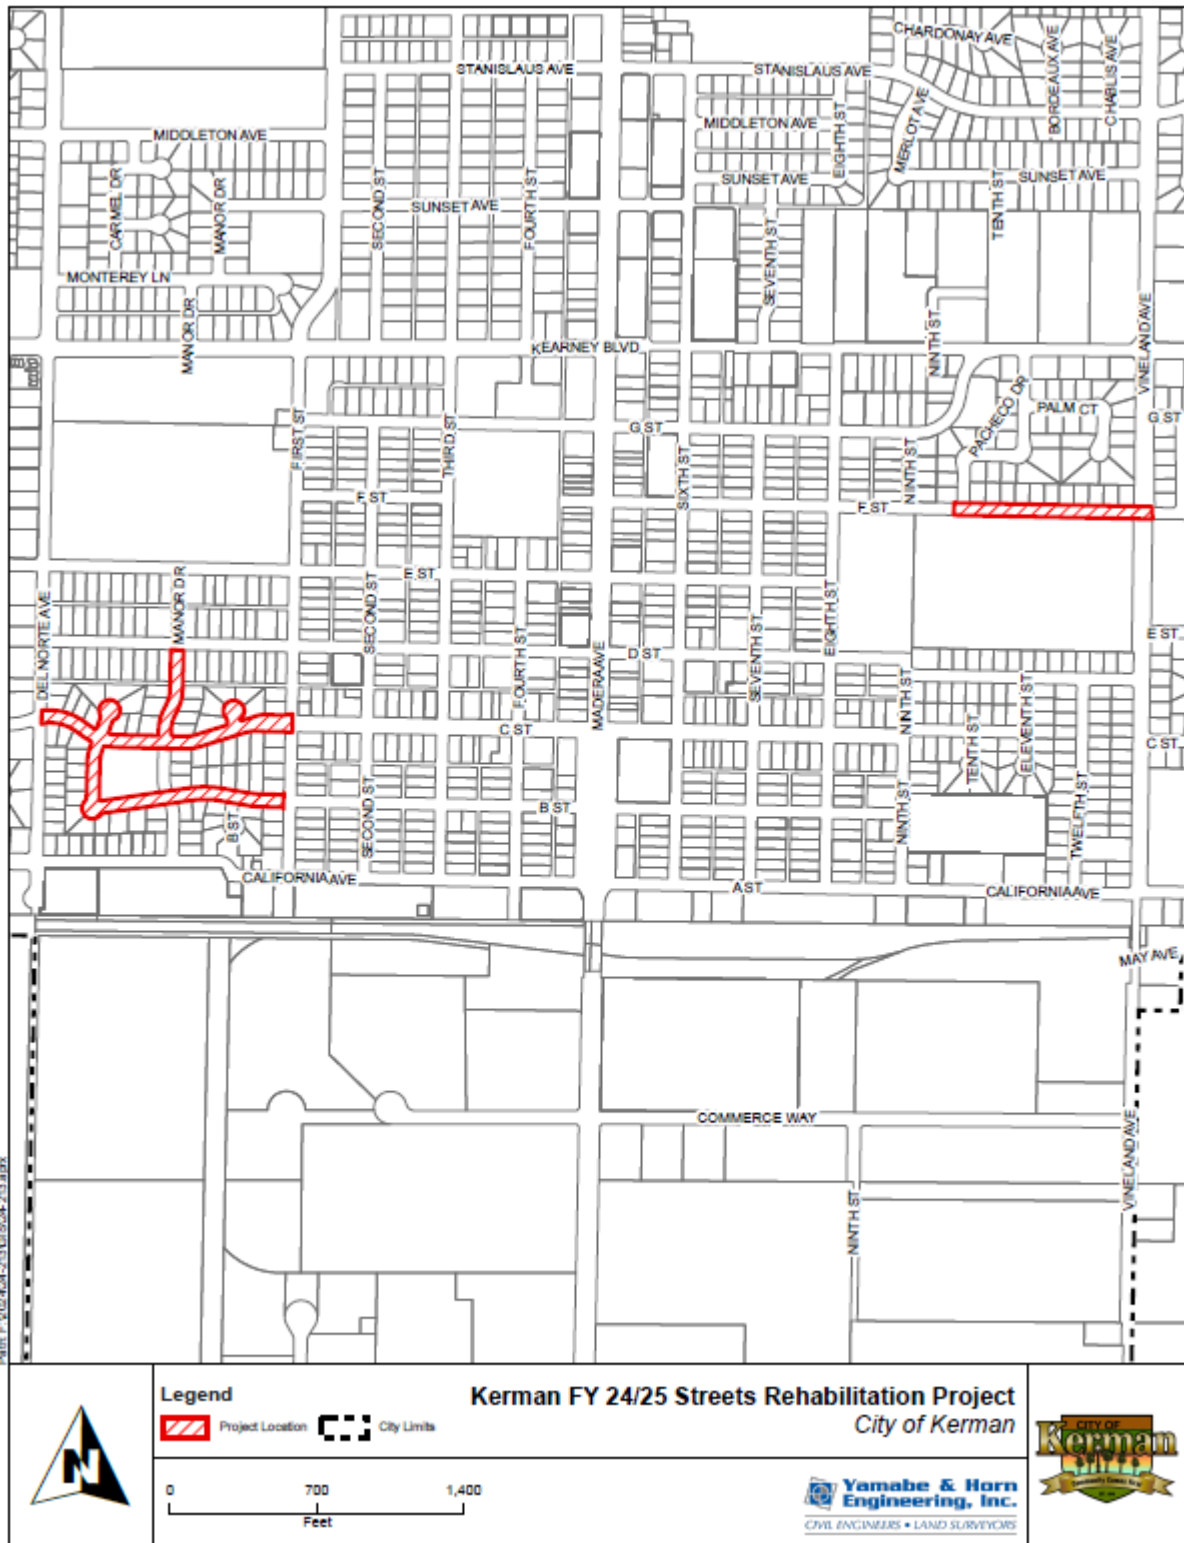 CHARDONAY AVE
BORDEAUX AVE
CHABLIS AVE
STANISLAUS AVE
STANISLAUS AVE
MERLOT AVE
EIGHTH ST
MIDDLETON AVE
MIDDLETON AVE
SUNSET AVE
SUNSET AVE
TENTH ST
CARMEL DR
MANOR DR
SECOND ST
SUNSET AVE
FOURTH ST
SEVENTH ST
MONTEREY LN
MANOR DR
NINTH ST
VINELAND AVE
KEARNEY BLVD
PACHECO DR
PALM CT
G ST
FIRST ST
THIRD ST
G ST
SIXTH ST
NINTH ST
F ST
F ST
E ST
MANOR DR
DEL NORTE AVE
SECOND ST
FOURTH ST
MADERA AVE
D ST
SEVENTH ST
EIGHTH ST
E ST
NINTH ST
C ST
TENTH ST
ELEVENTH ST
C ST
SECOND ST
B ST
B ST
NINTH ST
TWELFTH ST
CALIFORNIA AVE
A ST
CALIFORNIA AVE
MAY AVE
COMMERCE WAY
VINELAND AVE
NINTH ST
Legend
Project Location
City Limits
Kerman FY 24/25 Streets Rehabilitation Project
City of Kerman
N
0 700 1,400
Feet
Yamabe & Horn
Engineering, Inc.
CIVIL ENGINEERS • LAND SURVEYORS
CITY OF
Kerman